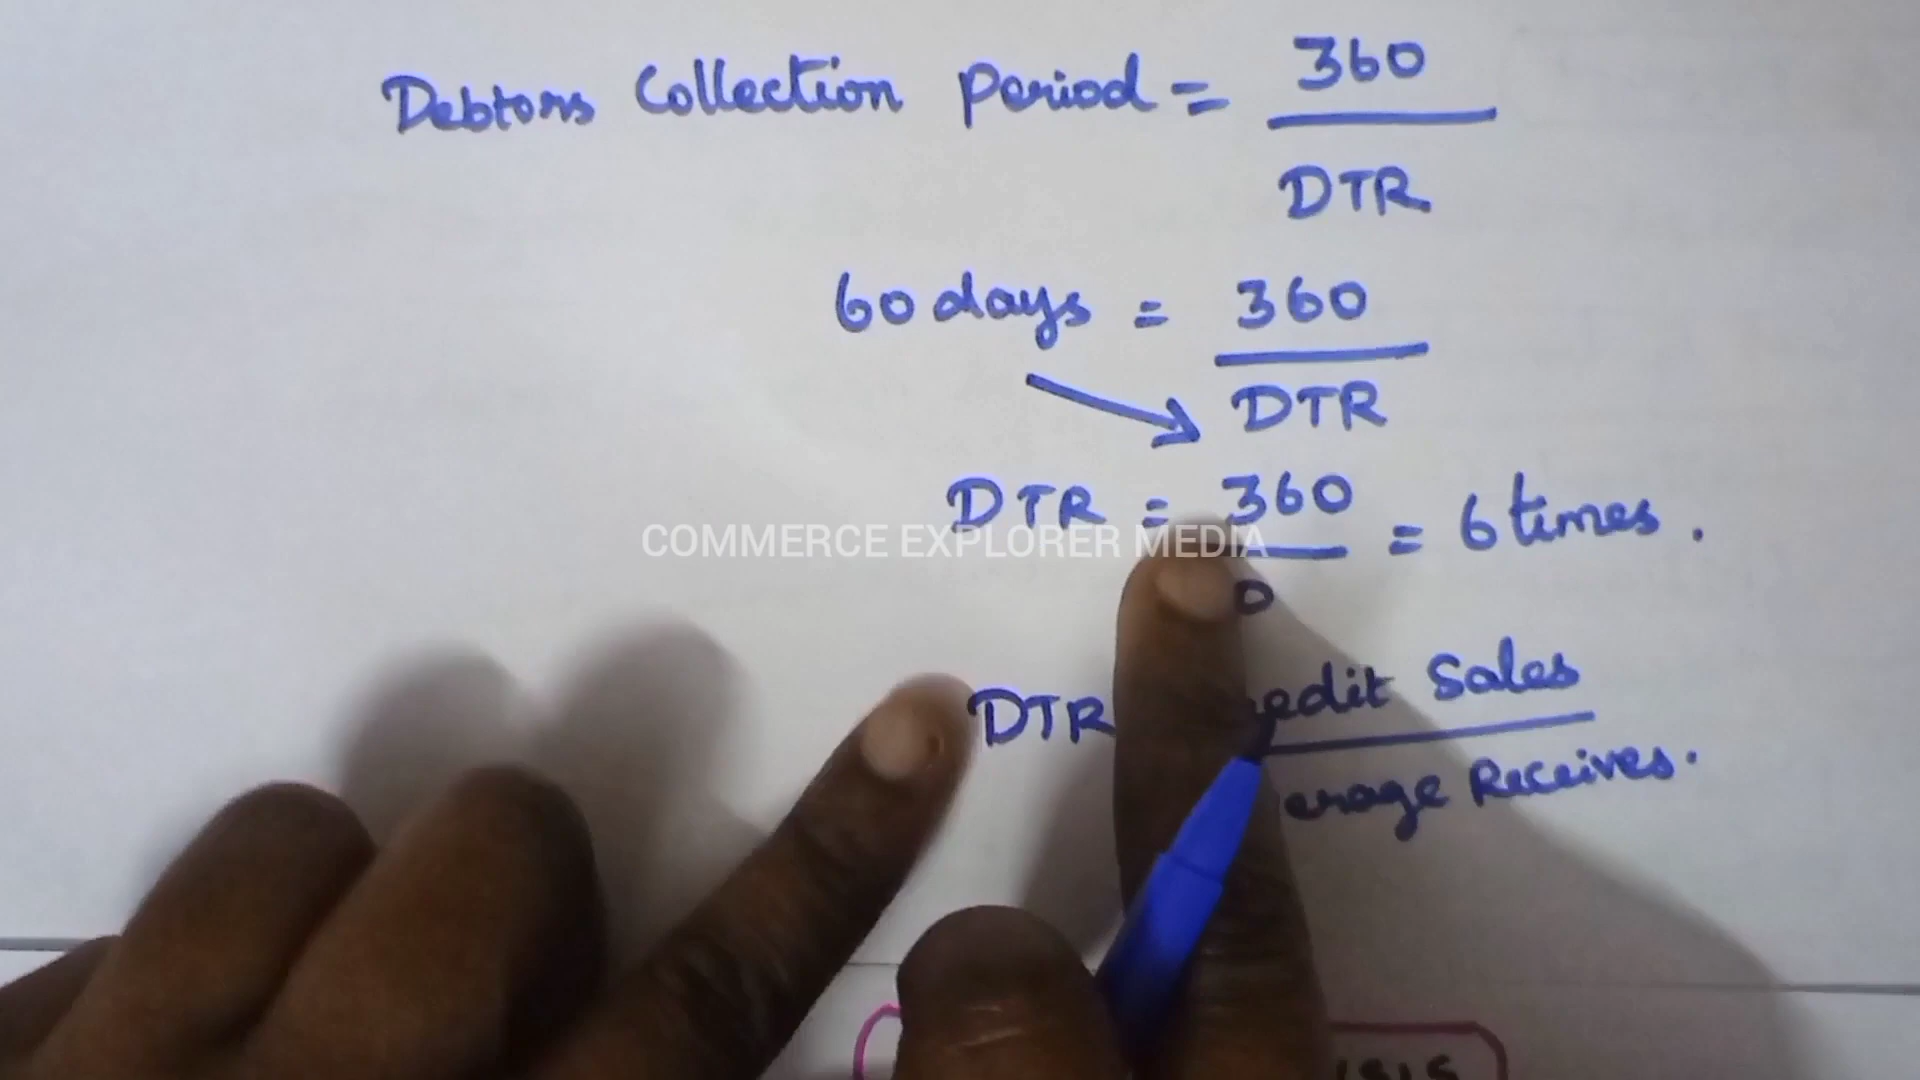 Debtors Collection Period = 360
DTR
60 days = 360
DTR
DTR = 360 = 6 times.
COMMERCE EXPLORER MEDIA
0
DTR Sales
Receives.